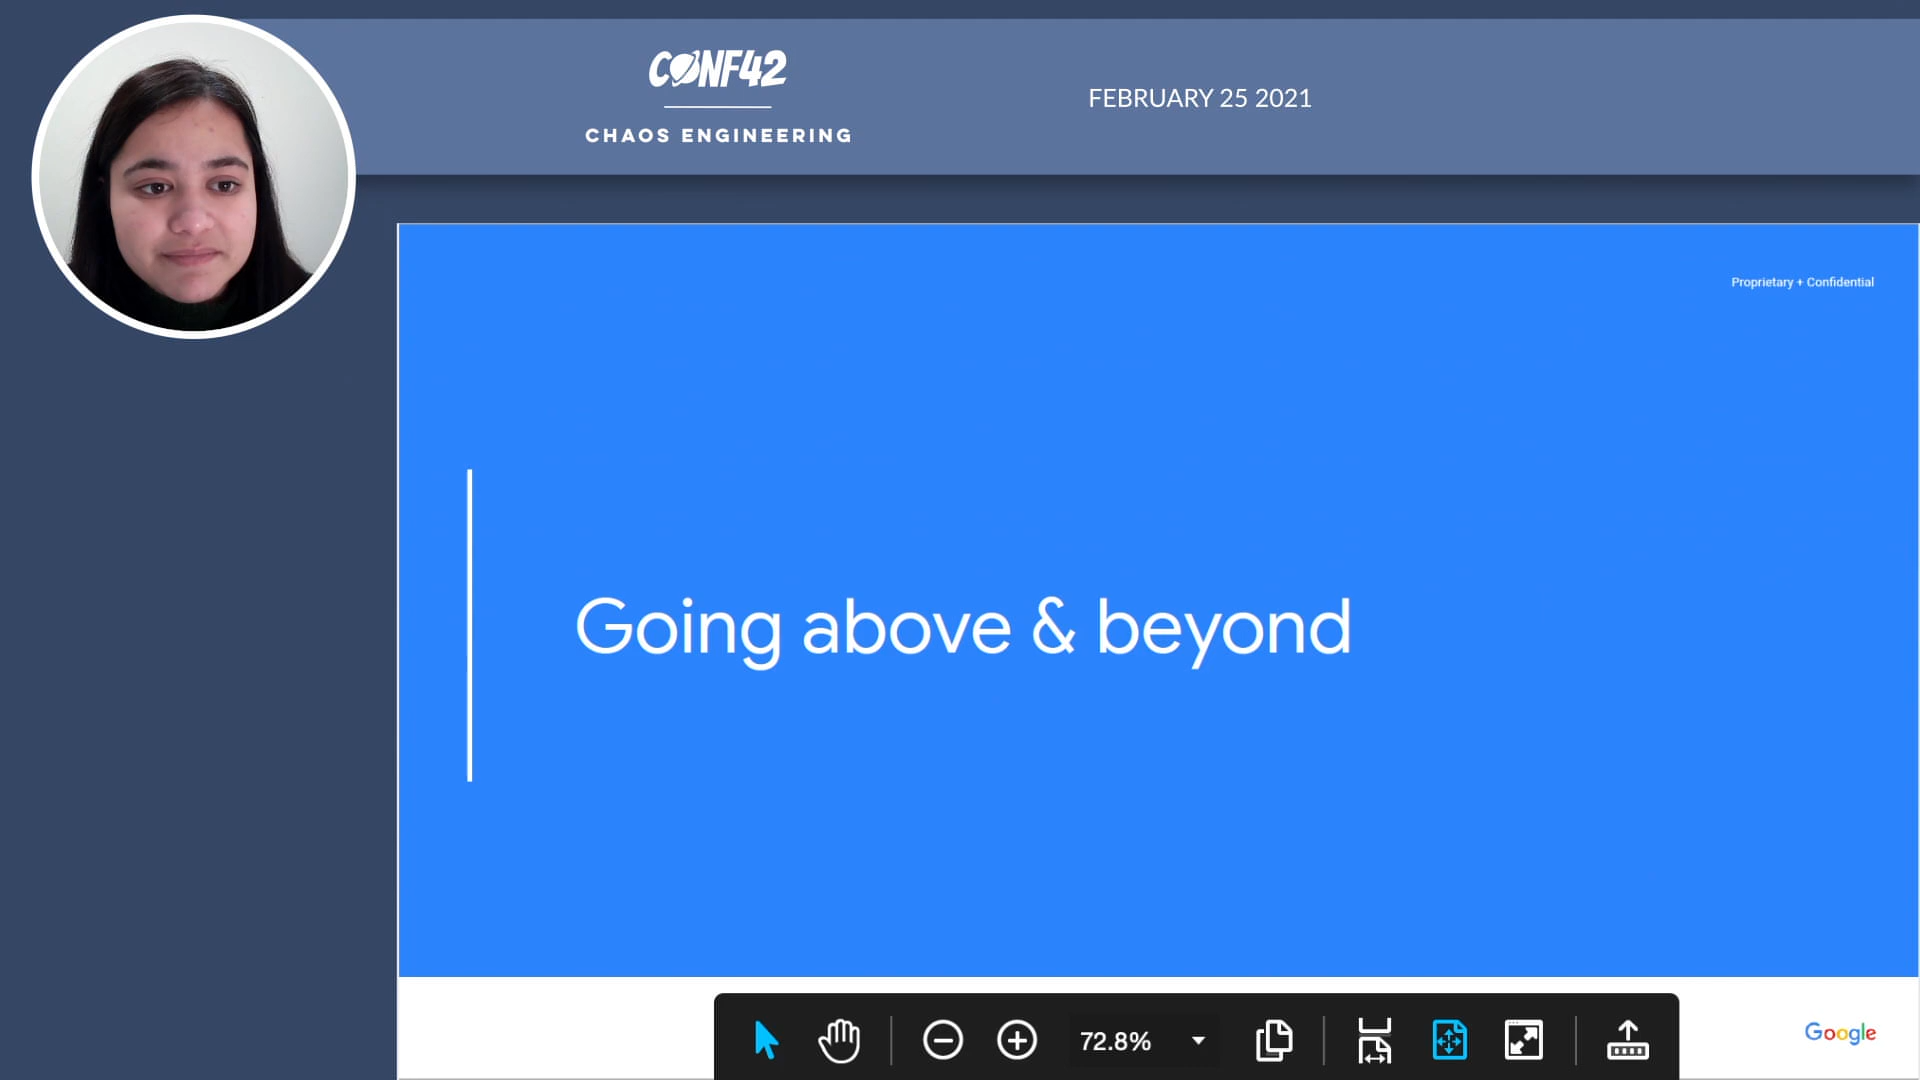 CONF42
CHAOS ENGINEERING
FEBRUARY 25 2021
Proprietary + Confidential
Going above & beyond
72.8%
Google